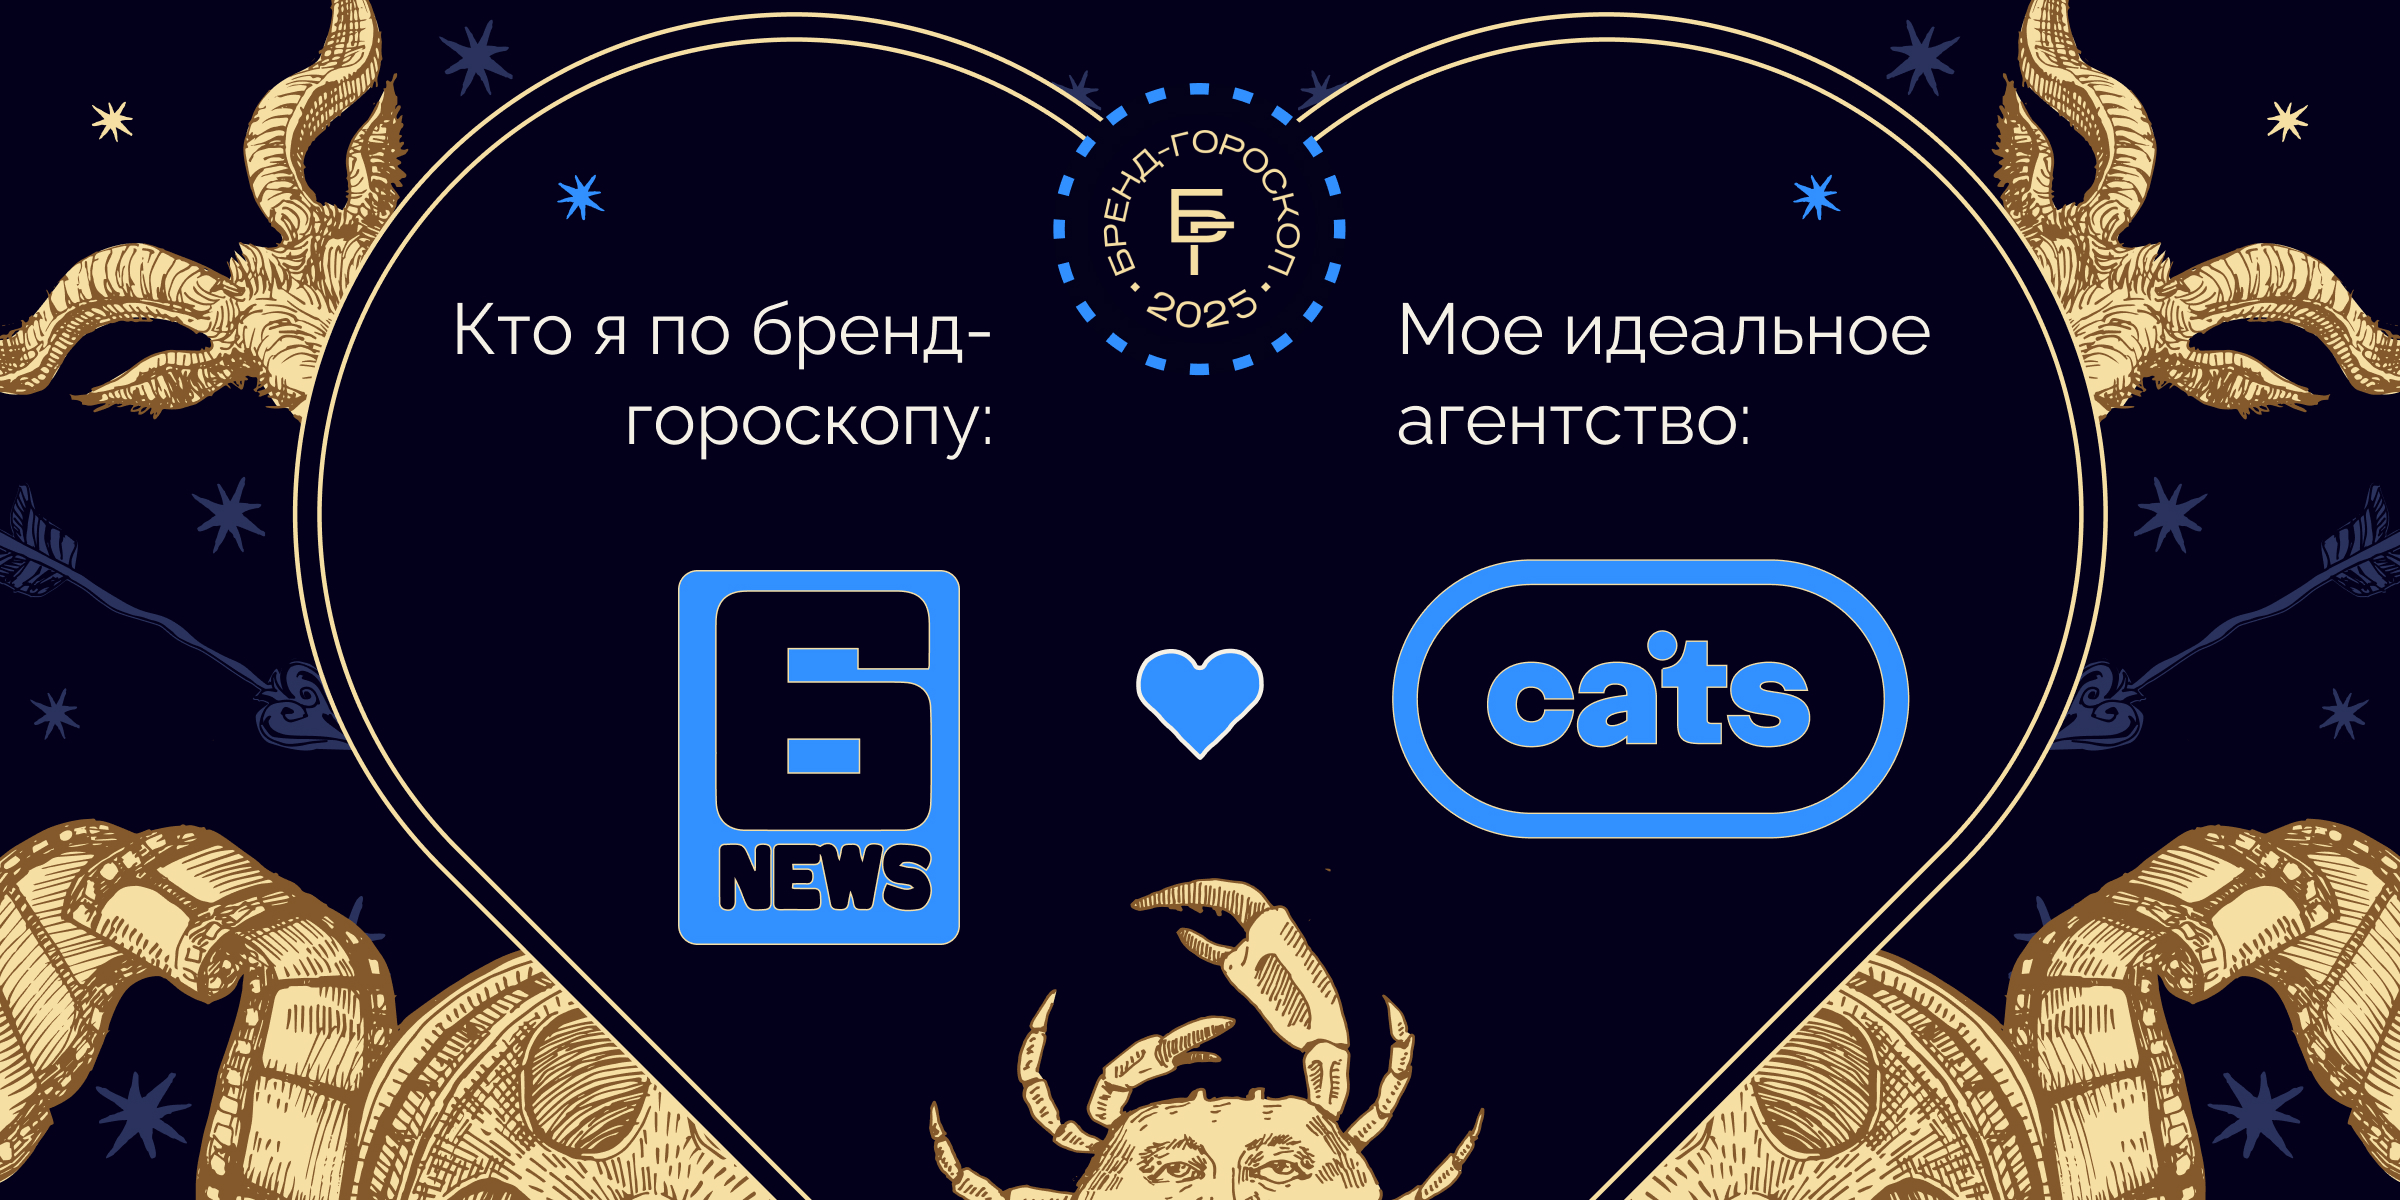 БРЕНД-ГОРОСКОП
БГ
• 2025 •
Кто я по бренд-
гороскопу:
Мое идеальное
агентство:
6
NEWS
cats